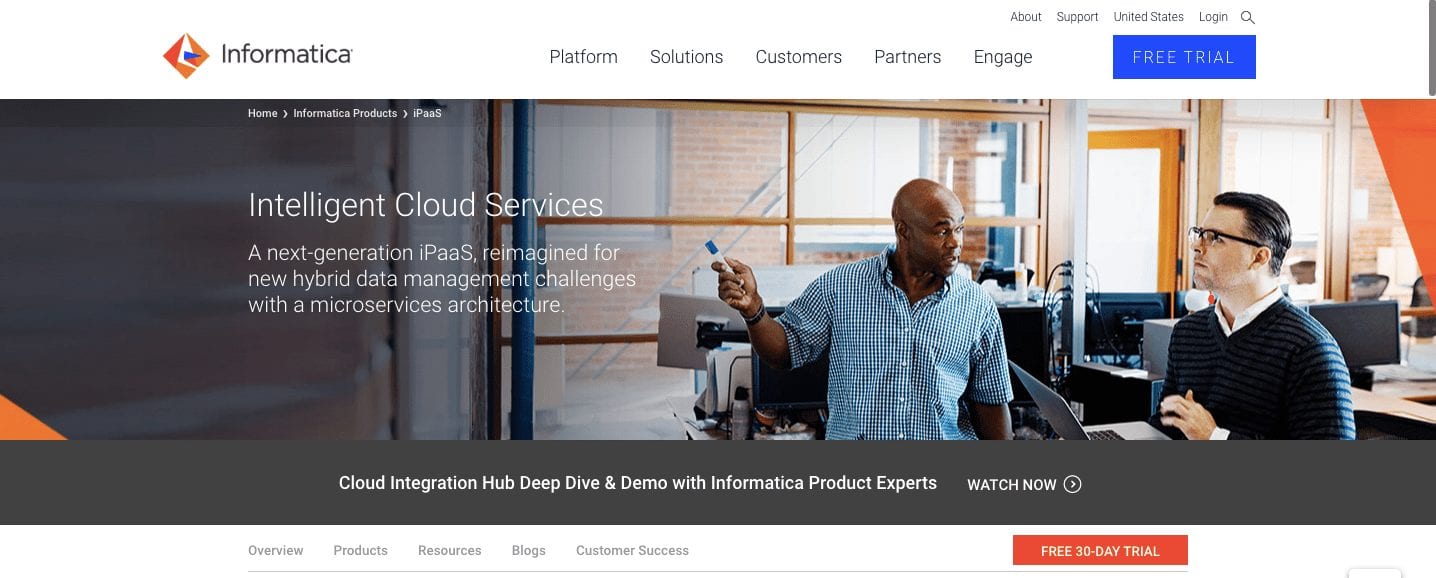 About Support United States Login
Informatica
Platform Solutions Customers Partners Engage FREE TRIAL
Home > Informatica Products > iPaaS
Intelligent Cloud Services
A next-generation iPaaS, reimagined for
new hybrid data management challenges
with a microservices architecture.
Cloud Integration Hub Deep Dive & Demo with Informatica Product Experts WATCH NOW
Overview Products Resources Blogs Customer Success FREE 30-DAY TRIAL